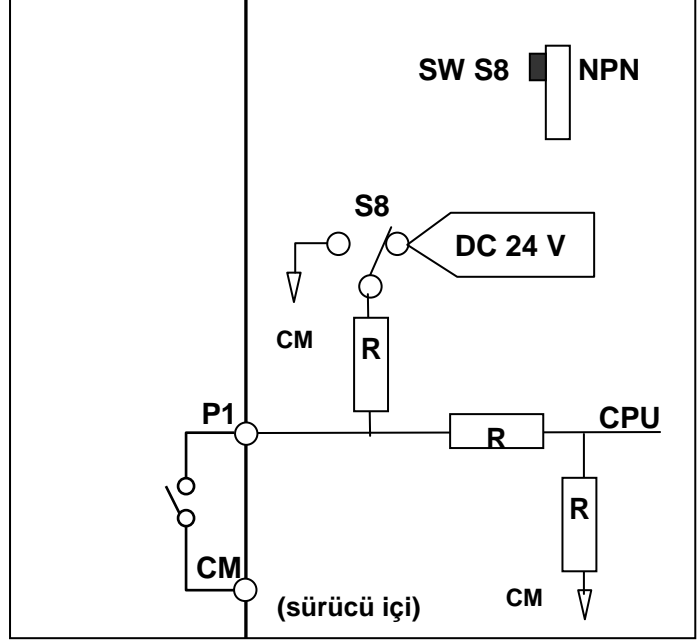 SW S8 NPN
S8
DC 24 V
CM
R
P1
R
CPU
R
CM
(sürücü içi)
CM